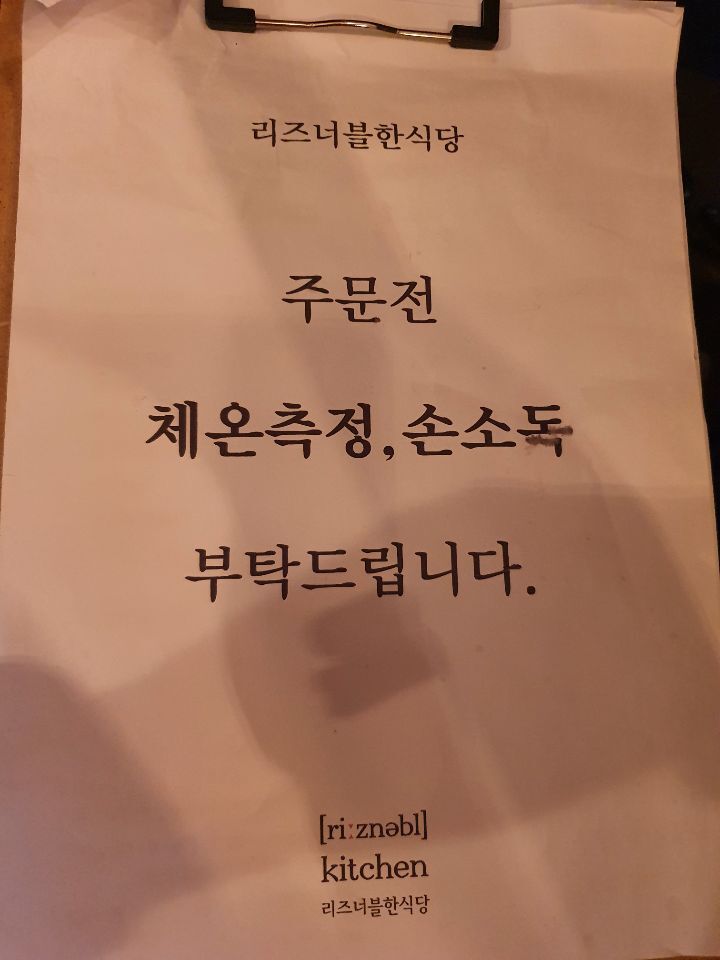 리즈너블한식당
주문전
체온측정,손소독
부탁드립니다.
[ri:znəbl]
kitchen
리즈너블한식당